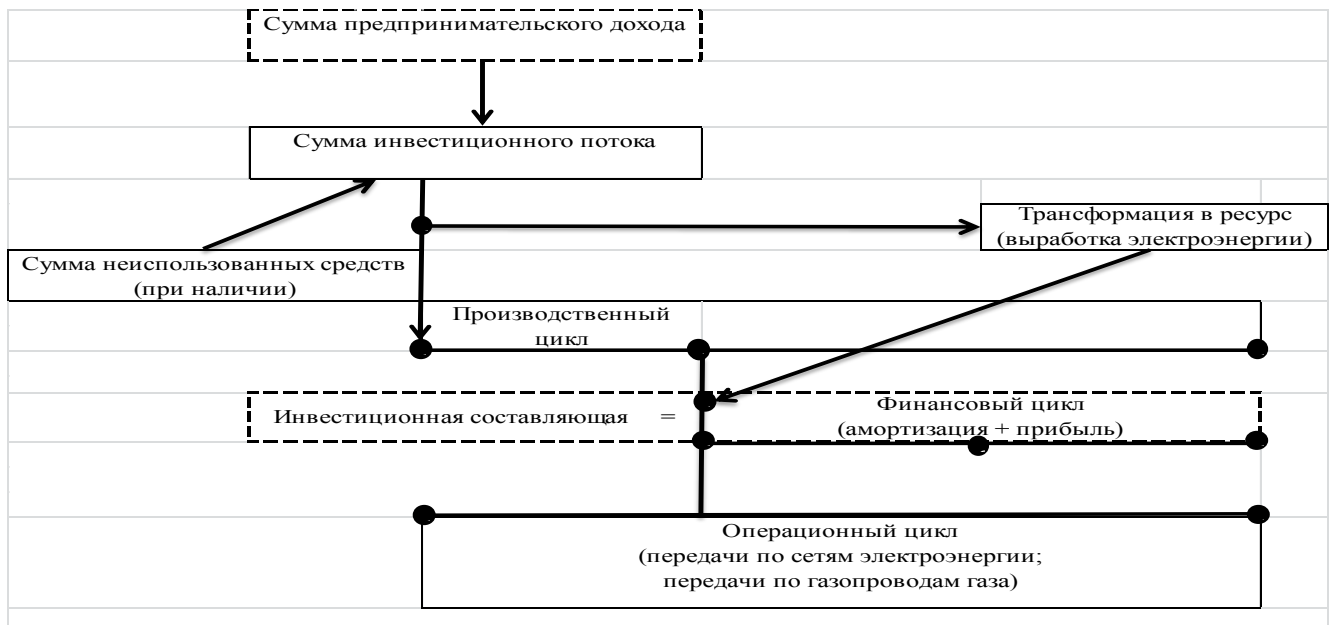 Сумма предпринимательского дохода
Сумма инвестиционного потока
Трансформация в ресурс
(выработка электроэнергии)
Сумма неиспользованных средств
(при наличии)
Производственный
цикл
Инвестиционная составляющая =
Финансовый цикл
(амортизация + прибыль)
Операционный цикл
(передачи по сетям электроэнергии;
передачи по газопроводам газа)